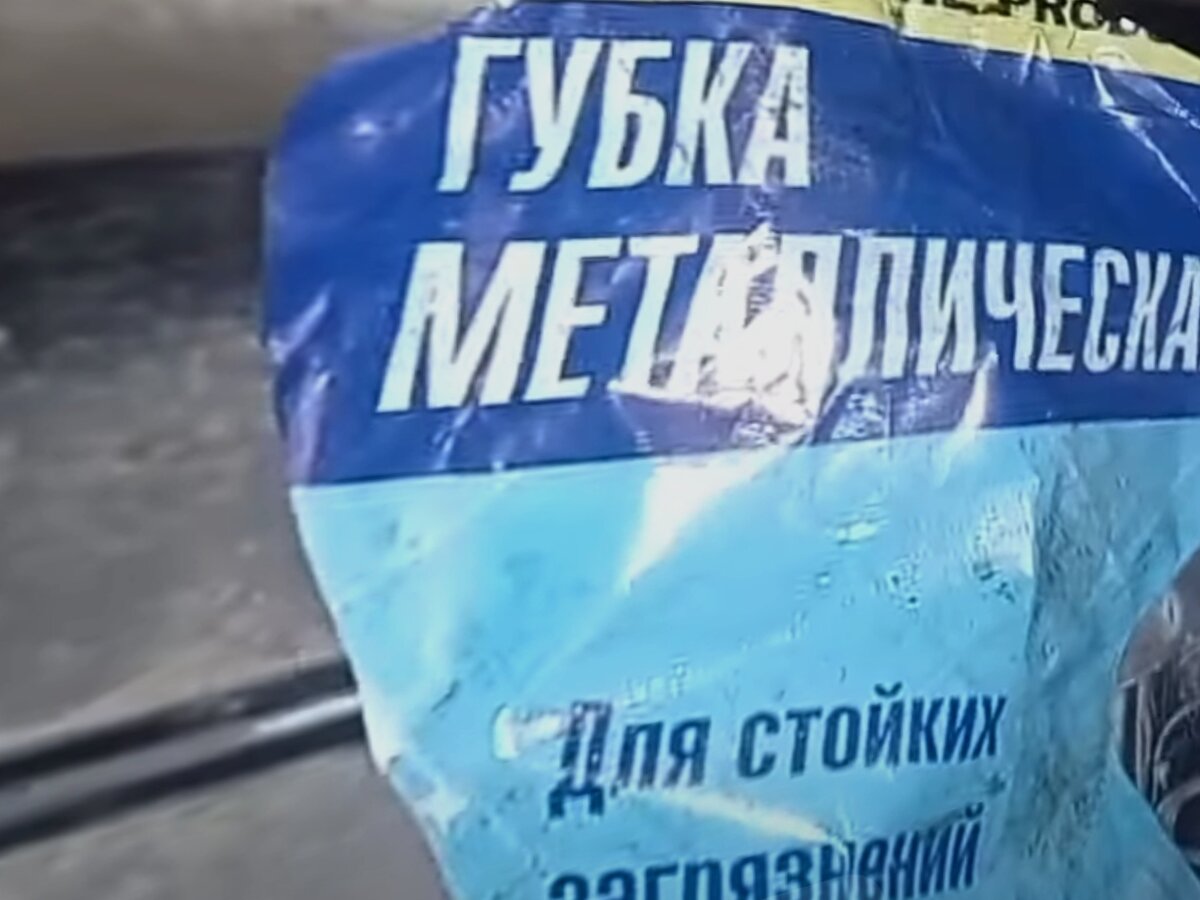 ГУБКА
МЕТАЛЛИЧЕСКА
Для стойких
загрязнений